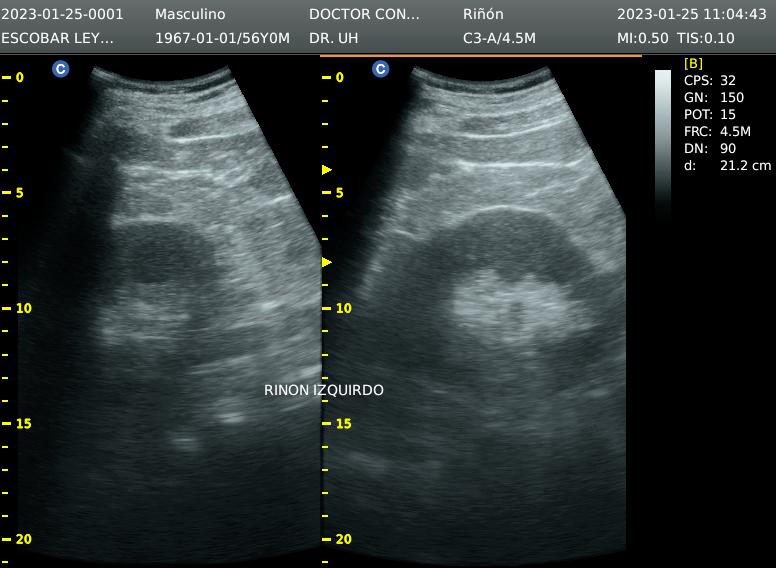 2023-01-25-0001 Masculino DOCTOR CON... Riñón 2023-01-25 11:04:43
ESCOBAR LEY... 1967-01-01/56Y0M DR. UH C3-A/4.5M MI:0.50 TIS:0.10
C C
[B]
CPS: 32
GN: 150
POT: 15
FRC: 4.5M
DN: 90
d: 21.2 cm
0 0
5 5
10 10
RINON IZQUIRDO
15 15
20 20